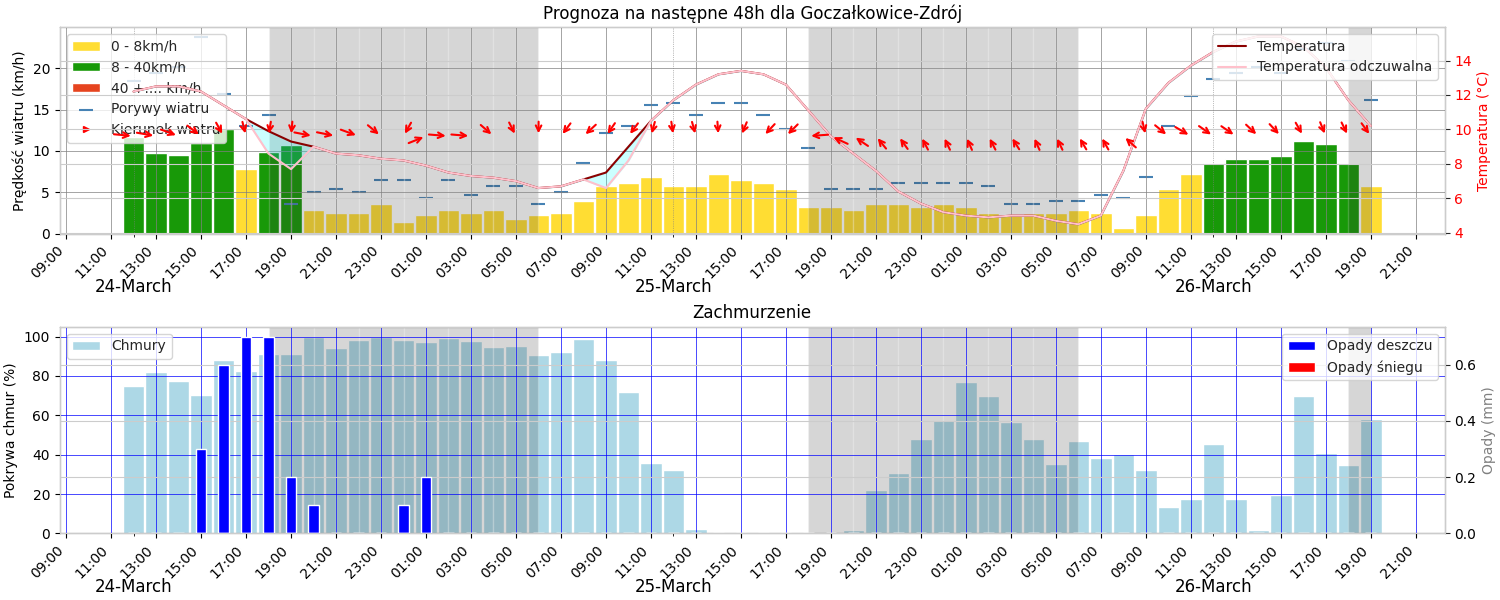 Prognoza na następne 48h dla Goczałkowice-Zdrój
0 - 8km/h
8 - 40km/h
40 +.... km/h
Porywy wiatru
Kierunek wiatru
Temperatura
Temperatura odczuwalna
Prędkość wiatru (km/h)
20
15
10
5
0
14
12
10
8
6
4
Temperatura (°C)
09:00 11:00 13:00 15:00 17:00 19:00 21:00 23:00 01:00 03:00 05:00 07:00 09:00 11:00 13:00 15:00 17:00 19:00 21:00 23:00 01:00 03:00 05:00 07:00 09:00 11:00 13:00 15:00 17:00 19:00 21:00
24-March 25-March 26-March
Zachmurzenie
Chmury
Opady deszczu
Opady śniegu
Pokrywa chmur (%)
100
80
60
40
20
0
0.6
0.4
0.2
0.0
Opady (mm)
09:00 11:00 13:00 15:00 17:00 19:00 21:00 23:00 01:00 03:00 05:00 07:00 09:00 11:00 13:00 15:00 17:00 19:00 21:00 23:00 01:00 03:00 05:00 07:00 09:00 11:00 13:00 15:00 17:00 19:00 21:00
24-March 25-March 26-March